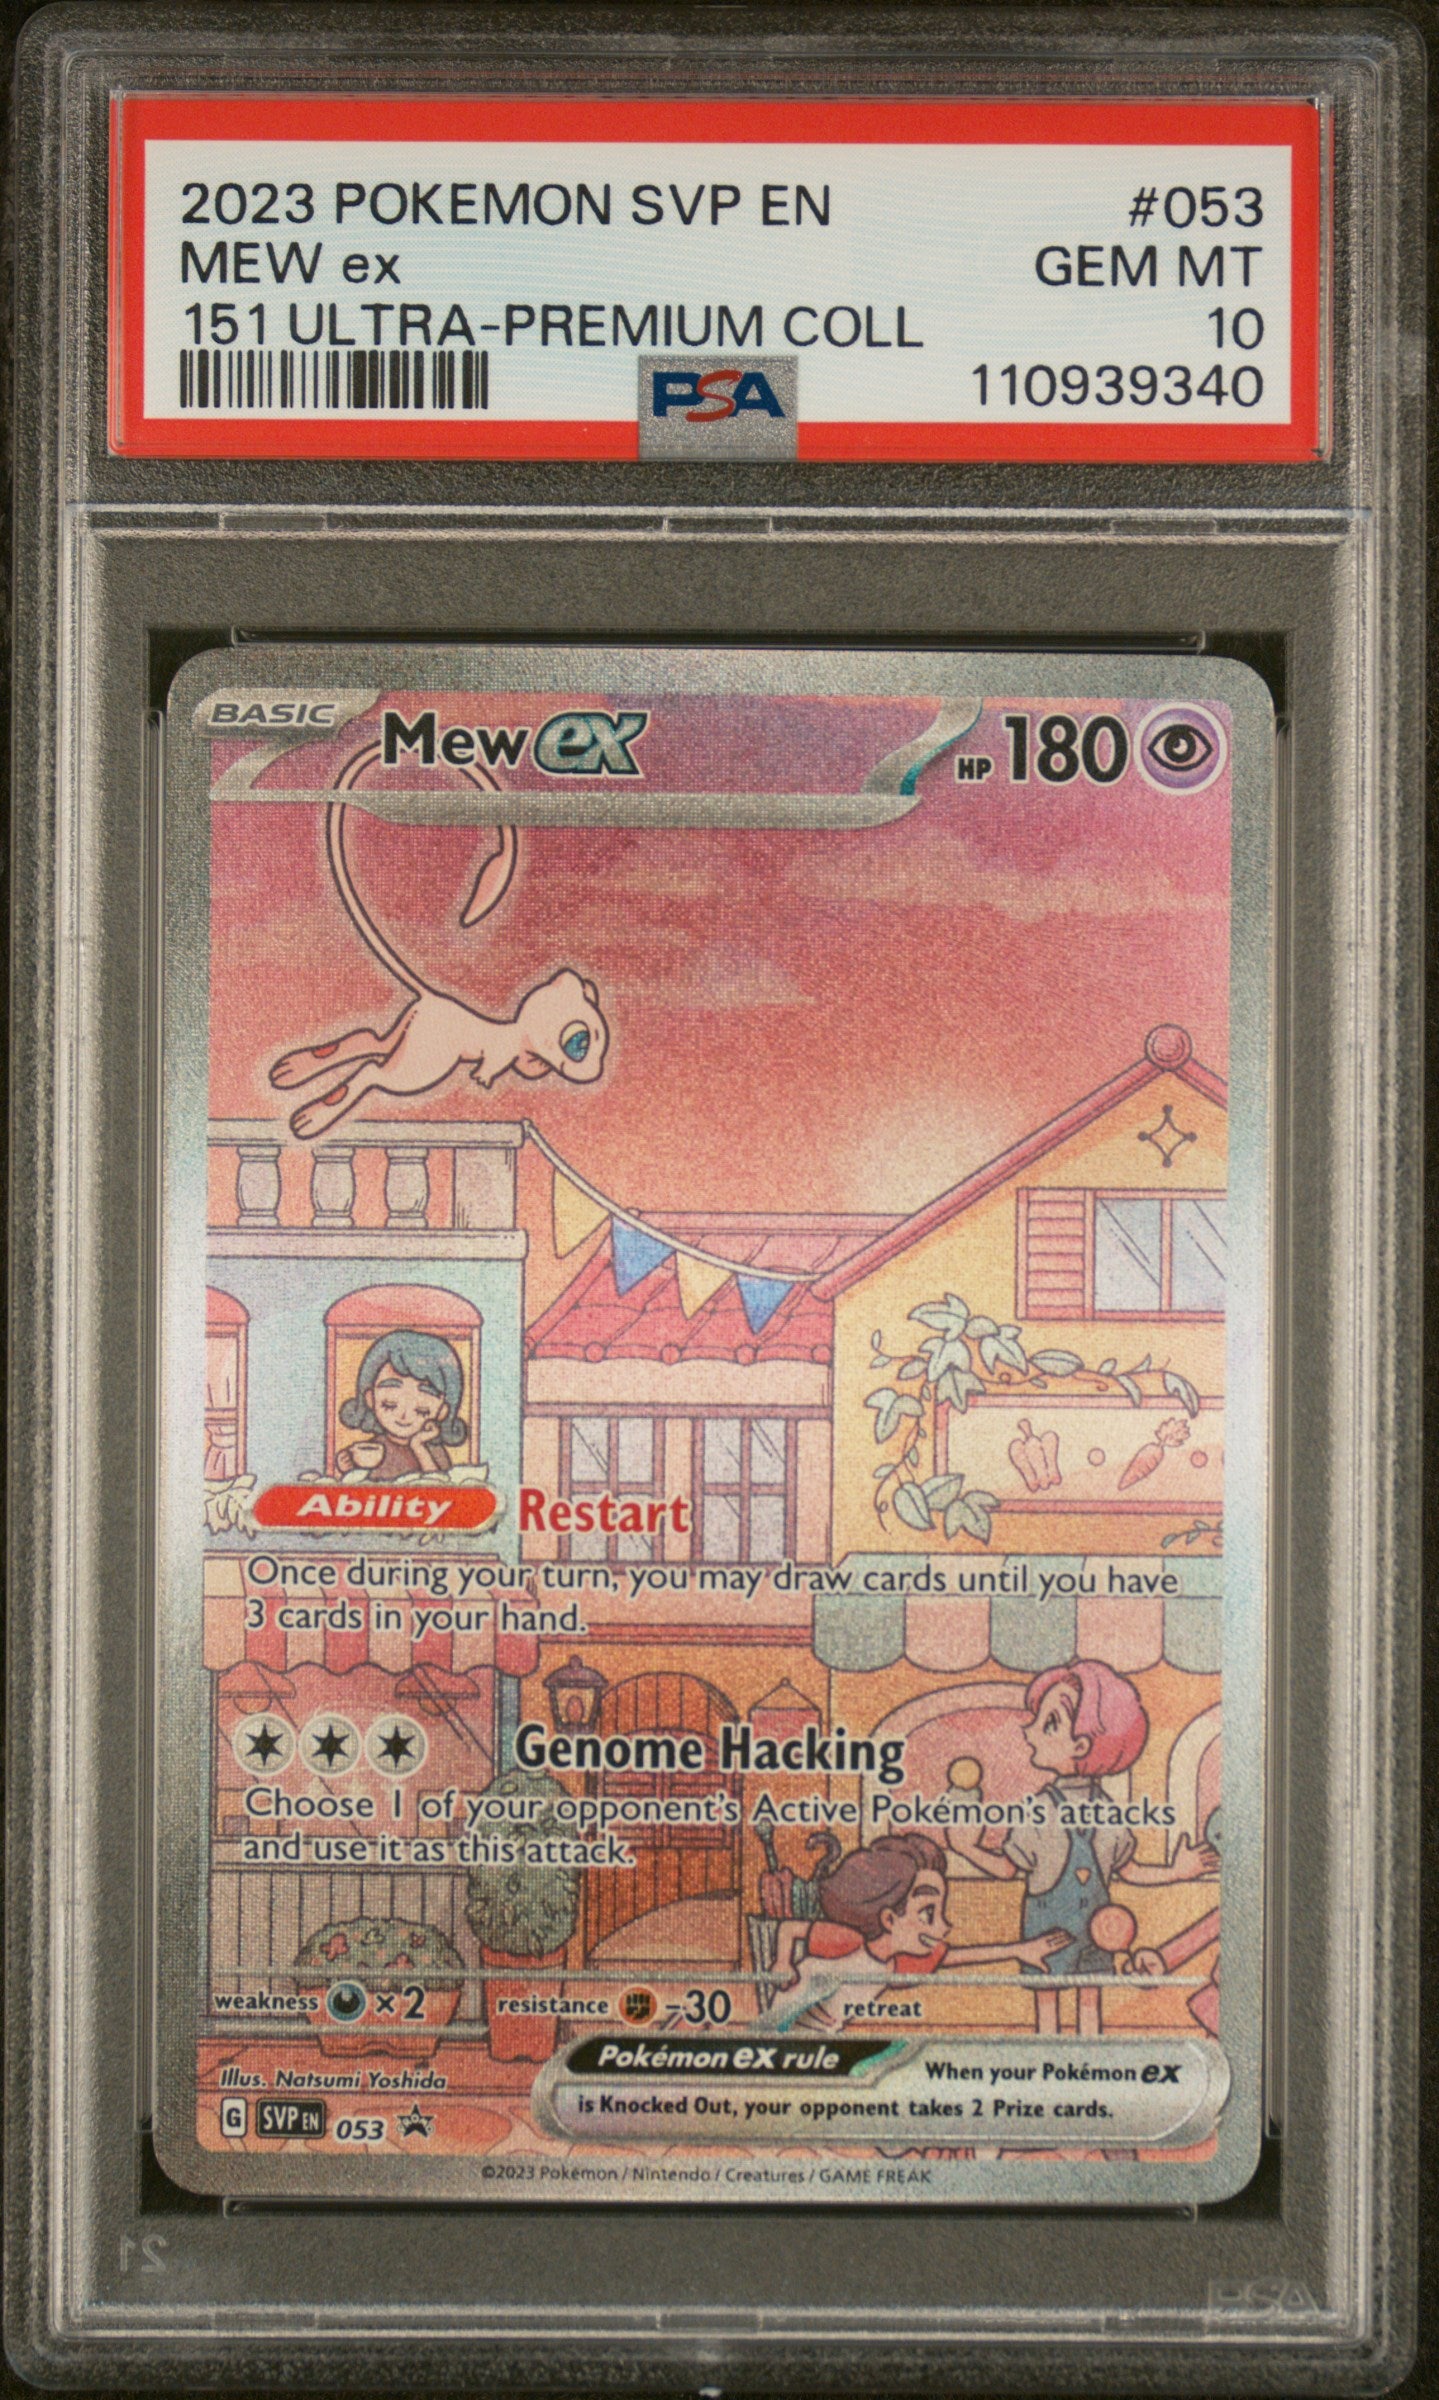 2023 POKEMON SVP EN #053
MEW ex GEM MT
151 ULTRA-PREMIUM COLL 10
PSA 110939340
BASIC Mew ex HP 180
Ability Restart
Once during your turn, you may draw cards until you have
3 cards in your hand.
Genome Hacking
Choose 1 of your opponent's Active Pokémon's attacks
and use it as this attack.
weakness ×2 resistance -30 retreat
Pokémon ex rule When your Pokémon ex
is Knocked Out, your opponent takes 2 Prize cards.
Illus. Natsumi Yoshida
G SVP EN 053
©2023 Pokémon / Nintendo / Creatures / GAME FREAK
21
PSA